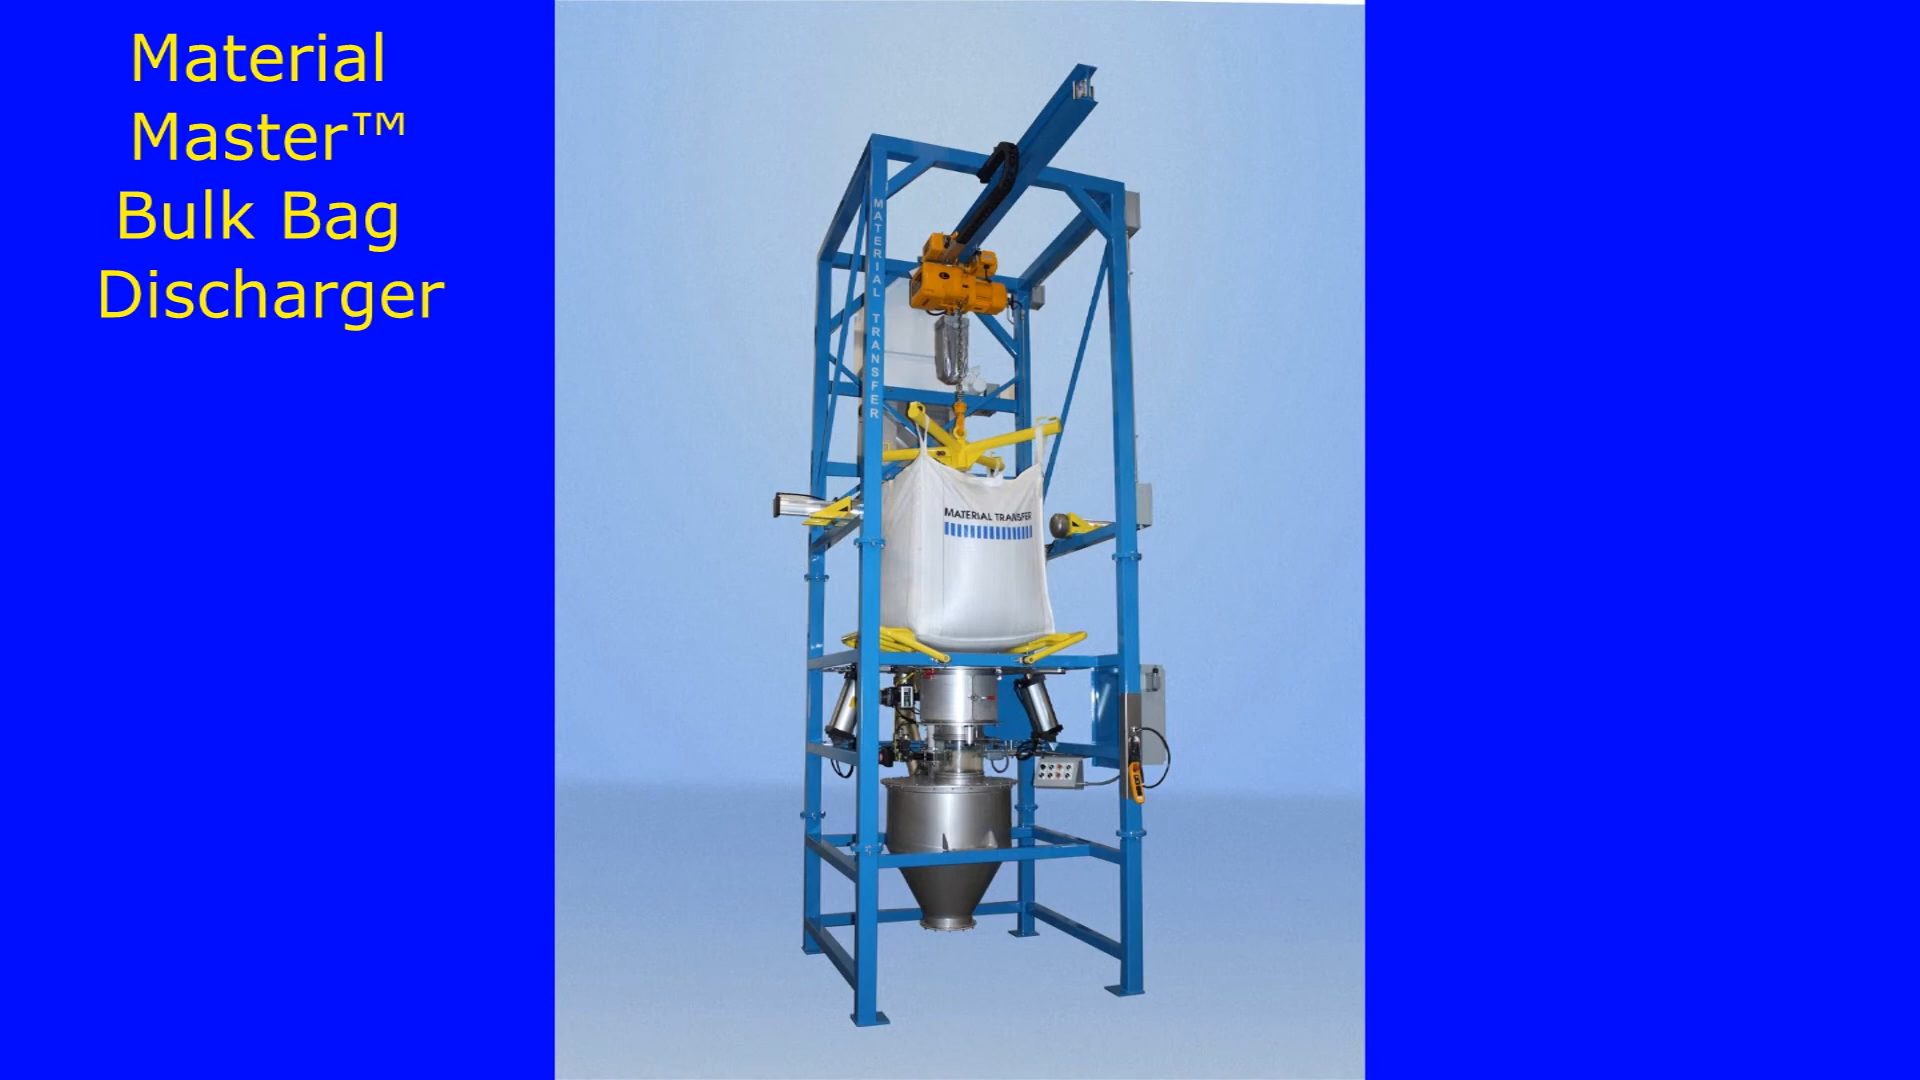 Material
Master™
Bulk Bag
Discharger
MATERIAL TRANSFER
MATERIAL TRANSFER